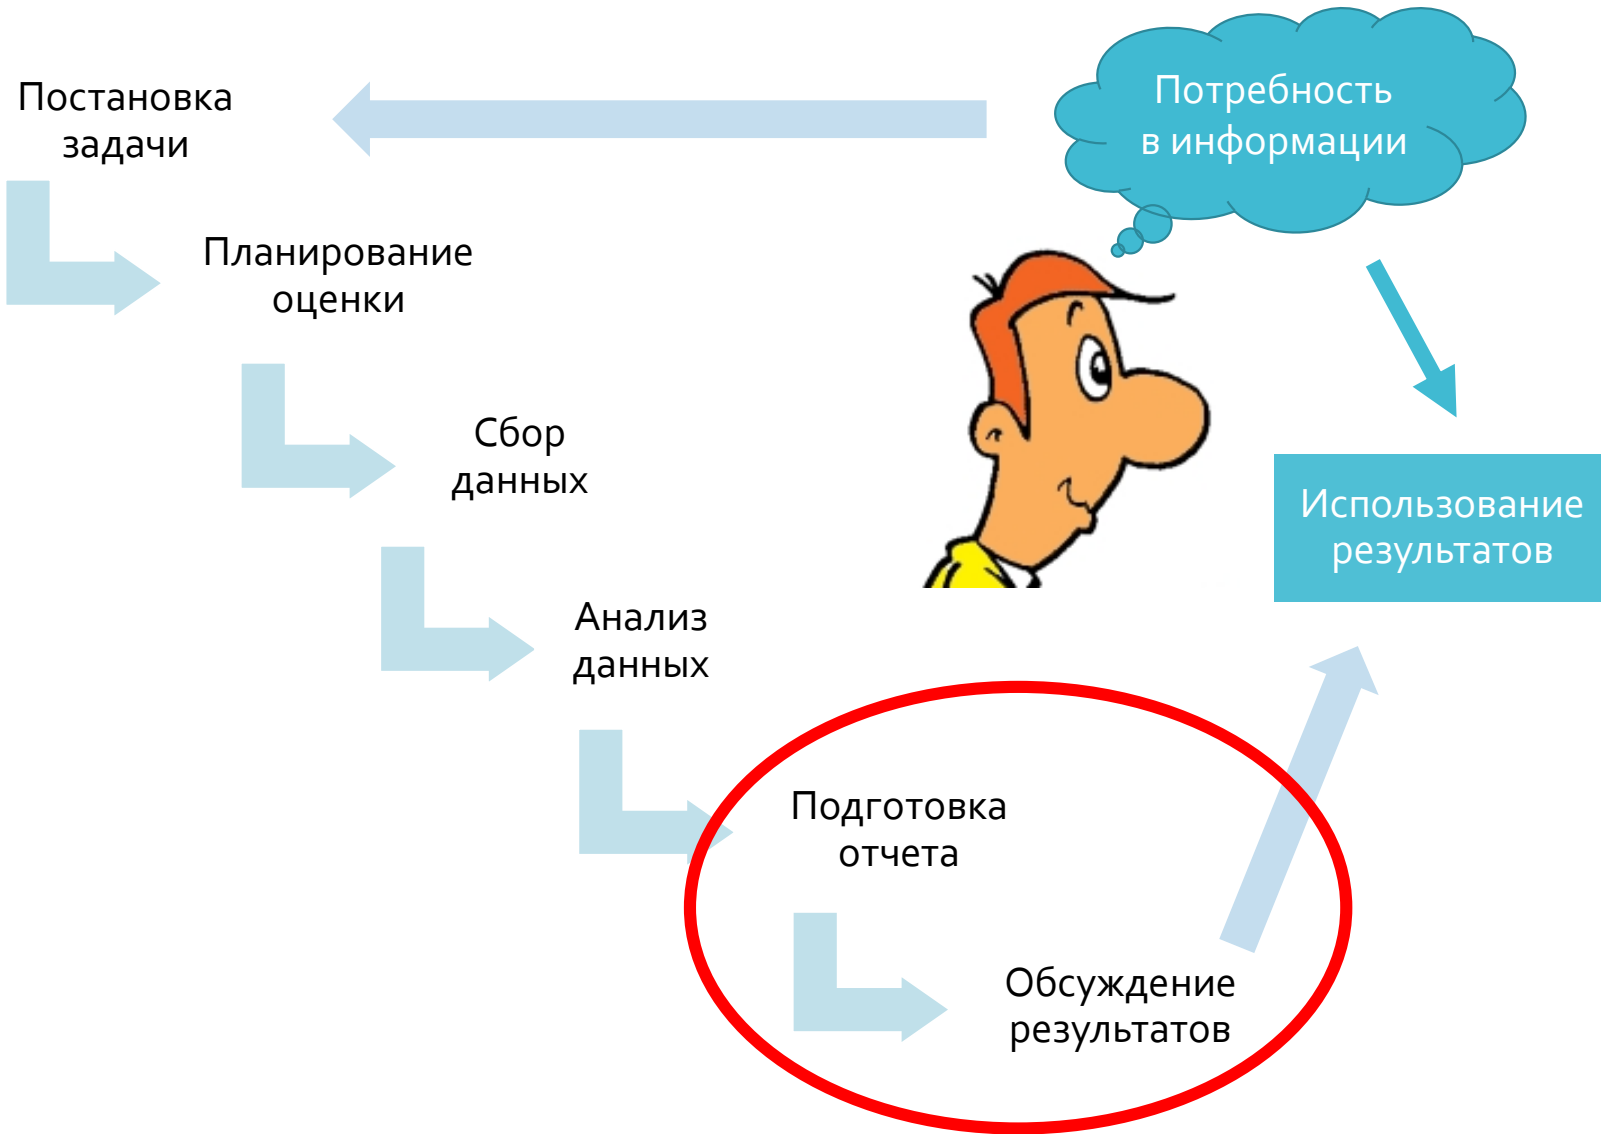 Потребность
в информации
Постановка
задачи
Планирование
оценки
Сбор
данных
Анализ
данных
Подготовка
отчета
Обсуждение
результатов
Использование
результатов